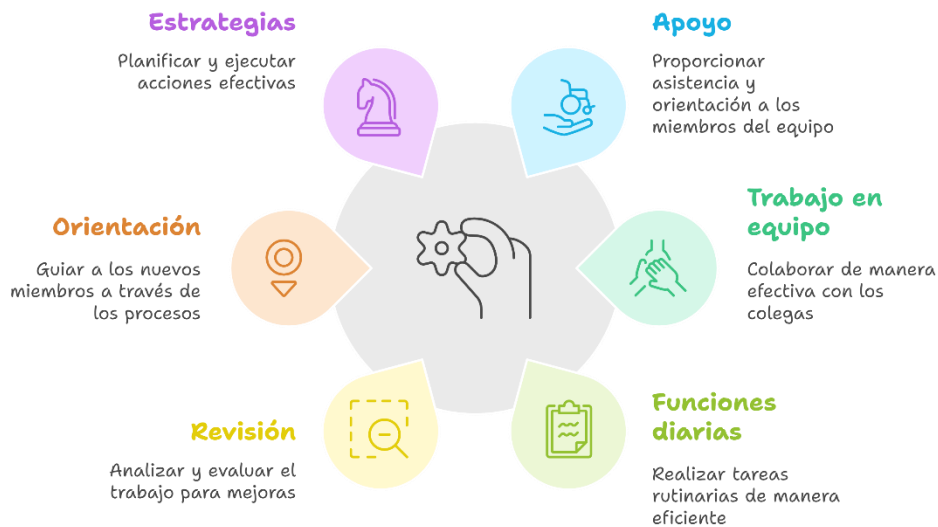 Estrategias
Planificar y ejecutar
acciones efectivas
Apoyo
Proporcionar
asistencia y
orientación a los
miembros del equipo
Orientación
Guiar a los nuevos
miembros a través de
los procesos
Trabajo en
equipo
Colaborar de manera
efectiva con los
colegas
Revisión
Analizar y evaluar el
trabajo para mejoras
Funciones
diarias
Realizar tareas
rutinarias de manera
eficiente